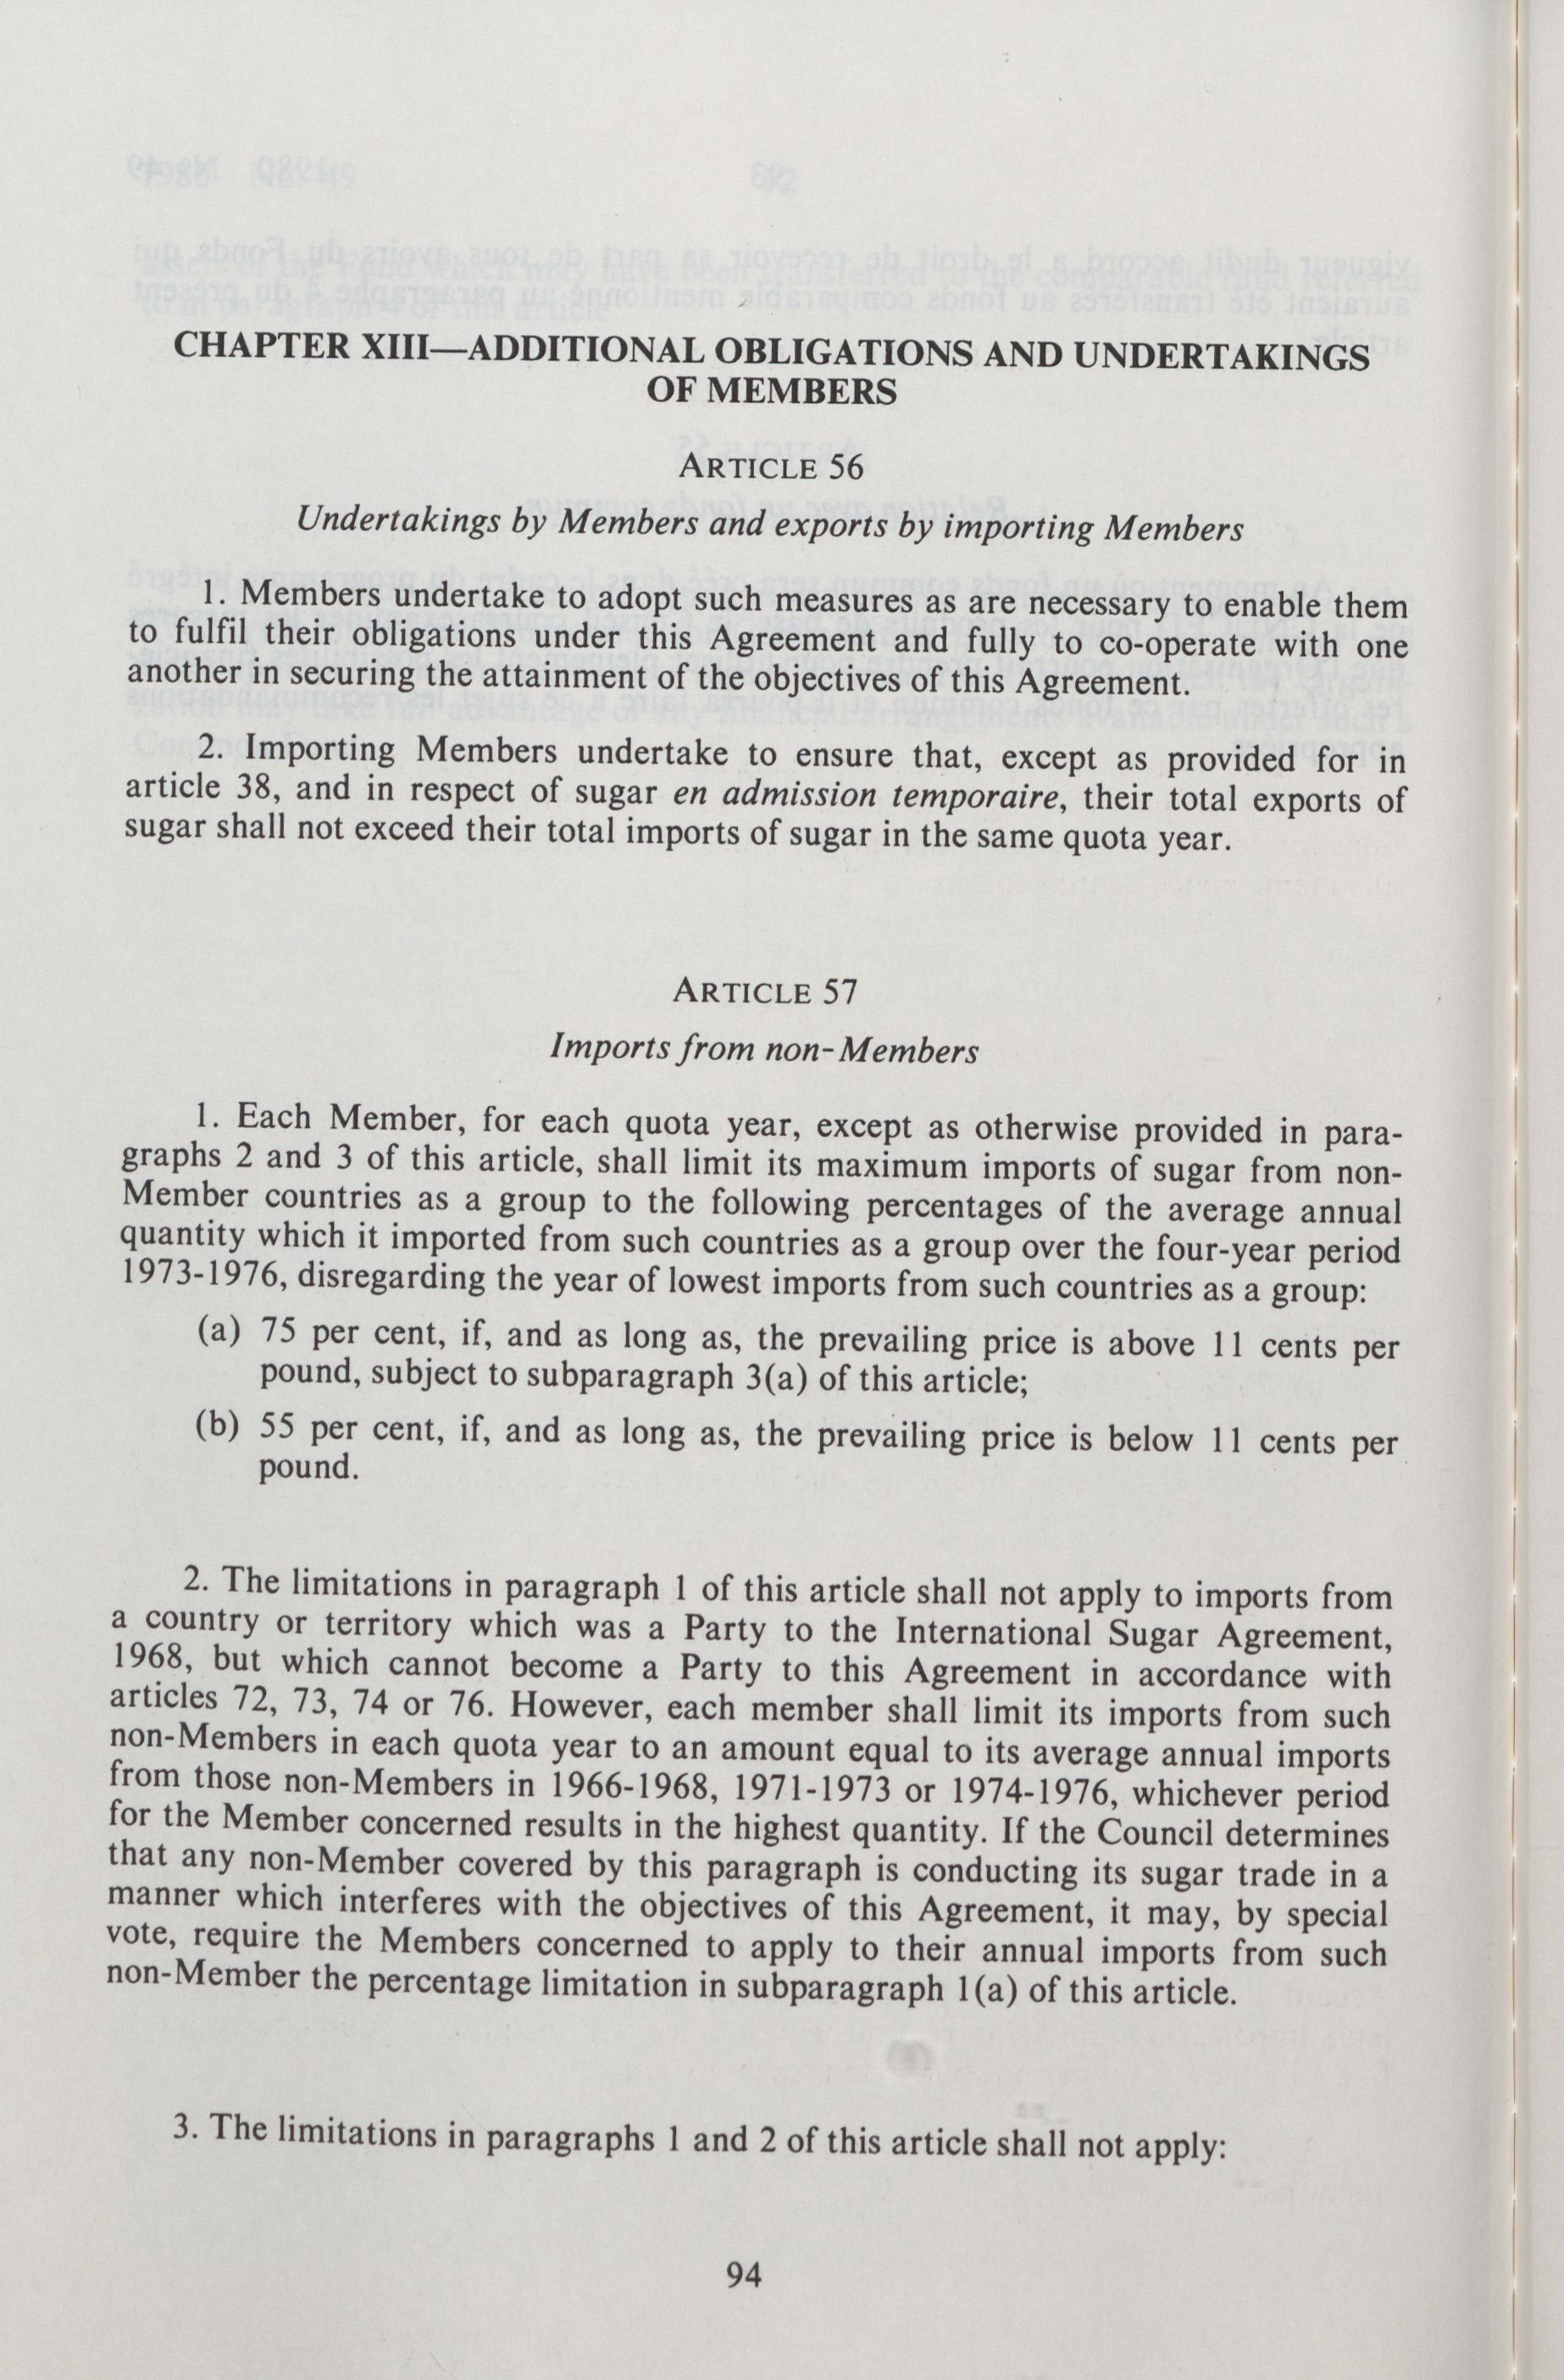 CHAPTER XIII—ADDITIONAL OBLIGATIONS AND UNDERTAKINGS
OF MEMBERS
ARTICLE 56
Undertakings by Members and exports by importing Members
1. Members undertake to adopt such measures as are necessary to enable them
to fulfil their obligations under this Agreement and fully to co-operate with one
another in securing the attainment of the objectives of this Agreement.
2. Importing Members undertake to ensure that, except as provided for in
article 38, and in respect of sugar en admission temporaire, their total exports of
sugar shall not exceed their total imports of sugar in the same quota year.
ARTICLE 57
Imports from non-Members
1. Each Member, for each quota year, except as otherwise provided in para-
graphs 2 and 3 of this article, shall limit its maximum imports of sugar from non-
Member countries as a group to the following percentages of the average annual
quantity which it imported from such countries as a group over the four-year period
1973-1976, disregarding the year of lowest imports from such countries as a group:
(a) 75 per cent, if, and as long as, the prevailing price is above 11 cents per
pound, subject to subparagraph 3(a) of this article;
(b) 55 per cent, if, and as long as, the prevailing price is below 11 cents per
pound.
2. The limitations in paragraph 1 of this article shall not apply to imports from
a country or territory which was a Party to the International Sugar Agreement,
1968, but which cannot become a Party to this Agreement in accordance with
articles 72, 73, 74 or 76. However, each member shall limit its imports from such
non-Members in each quota year to an amount equal to its average annual imports
from those non-Members in 1966-1968, 1971-1973 or 1974-1976, whichever period
for the Member concerned results in the highest quantity. If the Council determines
that any non-Member covered by this paragraph is conducting its sugar trade in a
manner which interferes with the objectives of this Agreement, it may, by special
vote, require the Members concerned to apply to their annual imports from such
non-Member the percentage limitation in subparagraph 1(a) of this article.
3. The limitations in paragraphs 1 and 2 of this article shall not apply:
94